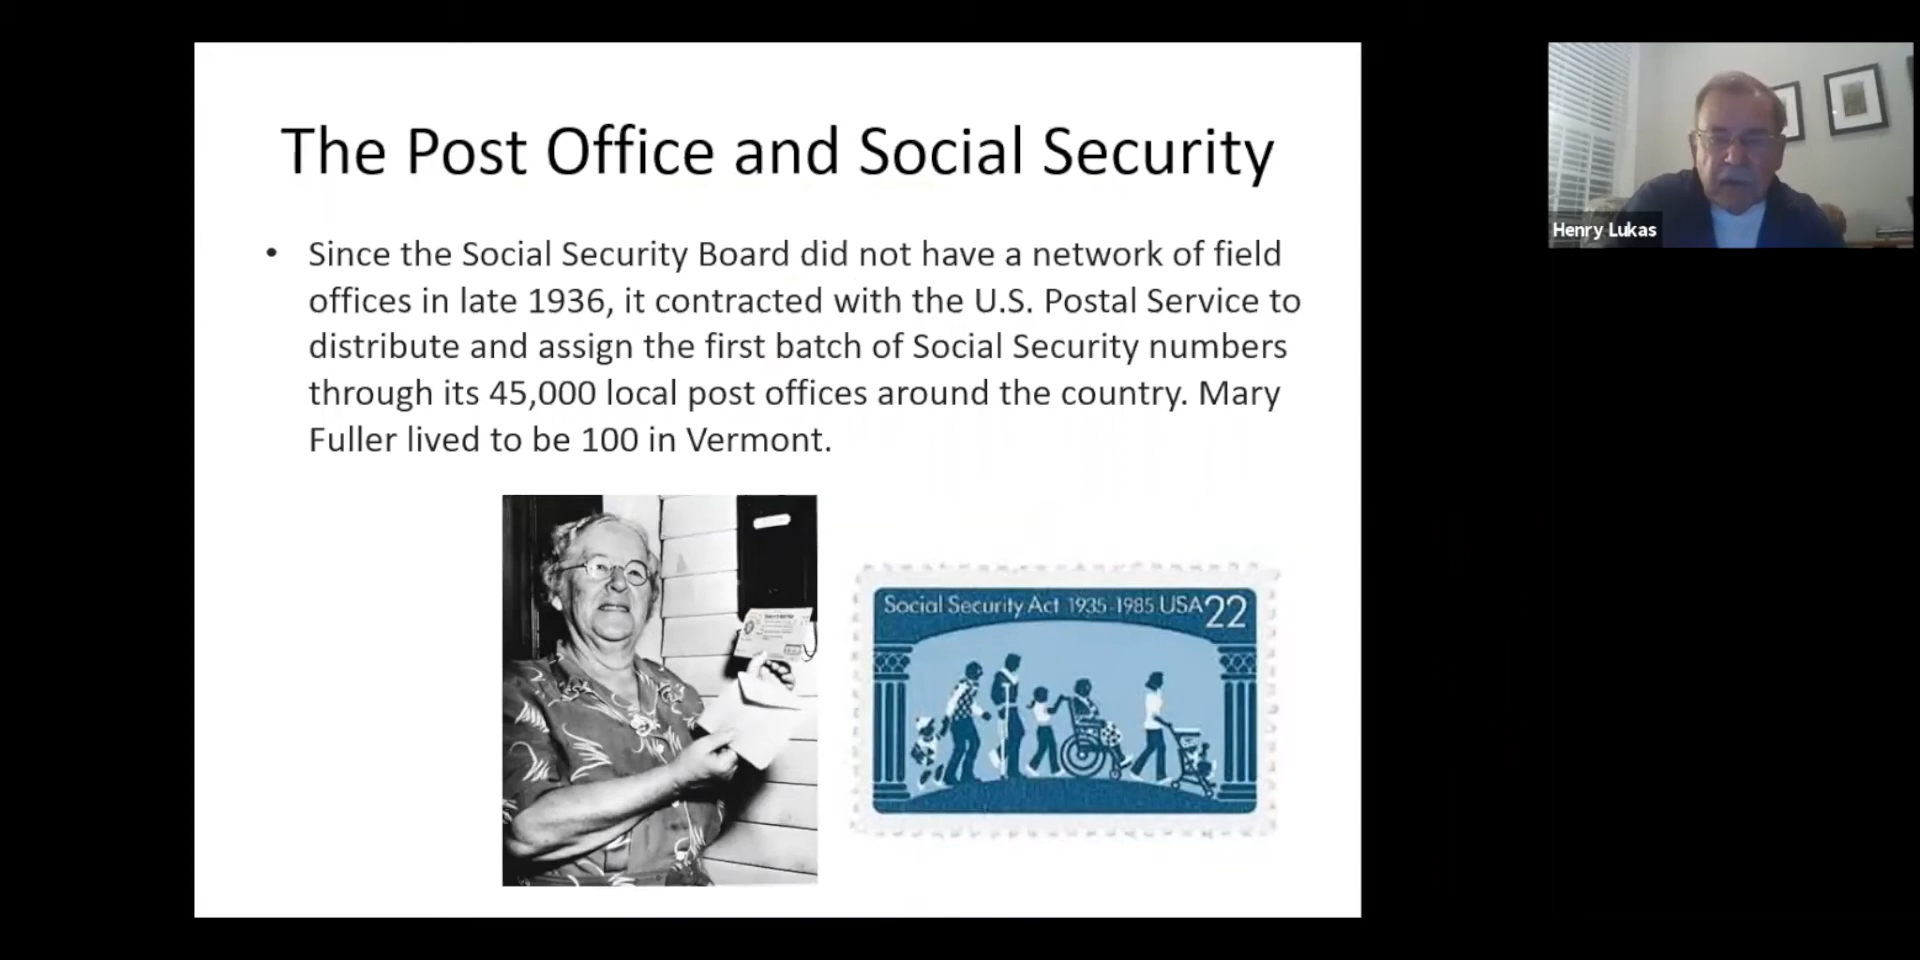 The Post Office and Social Security
• Since the Social Security Board did not have a network of field
offices in late 1936, it contracted with the U.S. Postal Service to
distribute and assign the first batch of Social Security numbers
through its 45,000 local post offices around the country. Mary
Fuller lived to be 100 in Vermont.
Social Security Act 1935-1985 USA 22
Henry Lukas